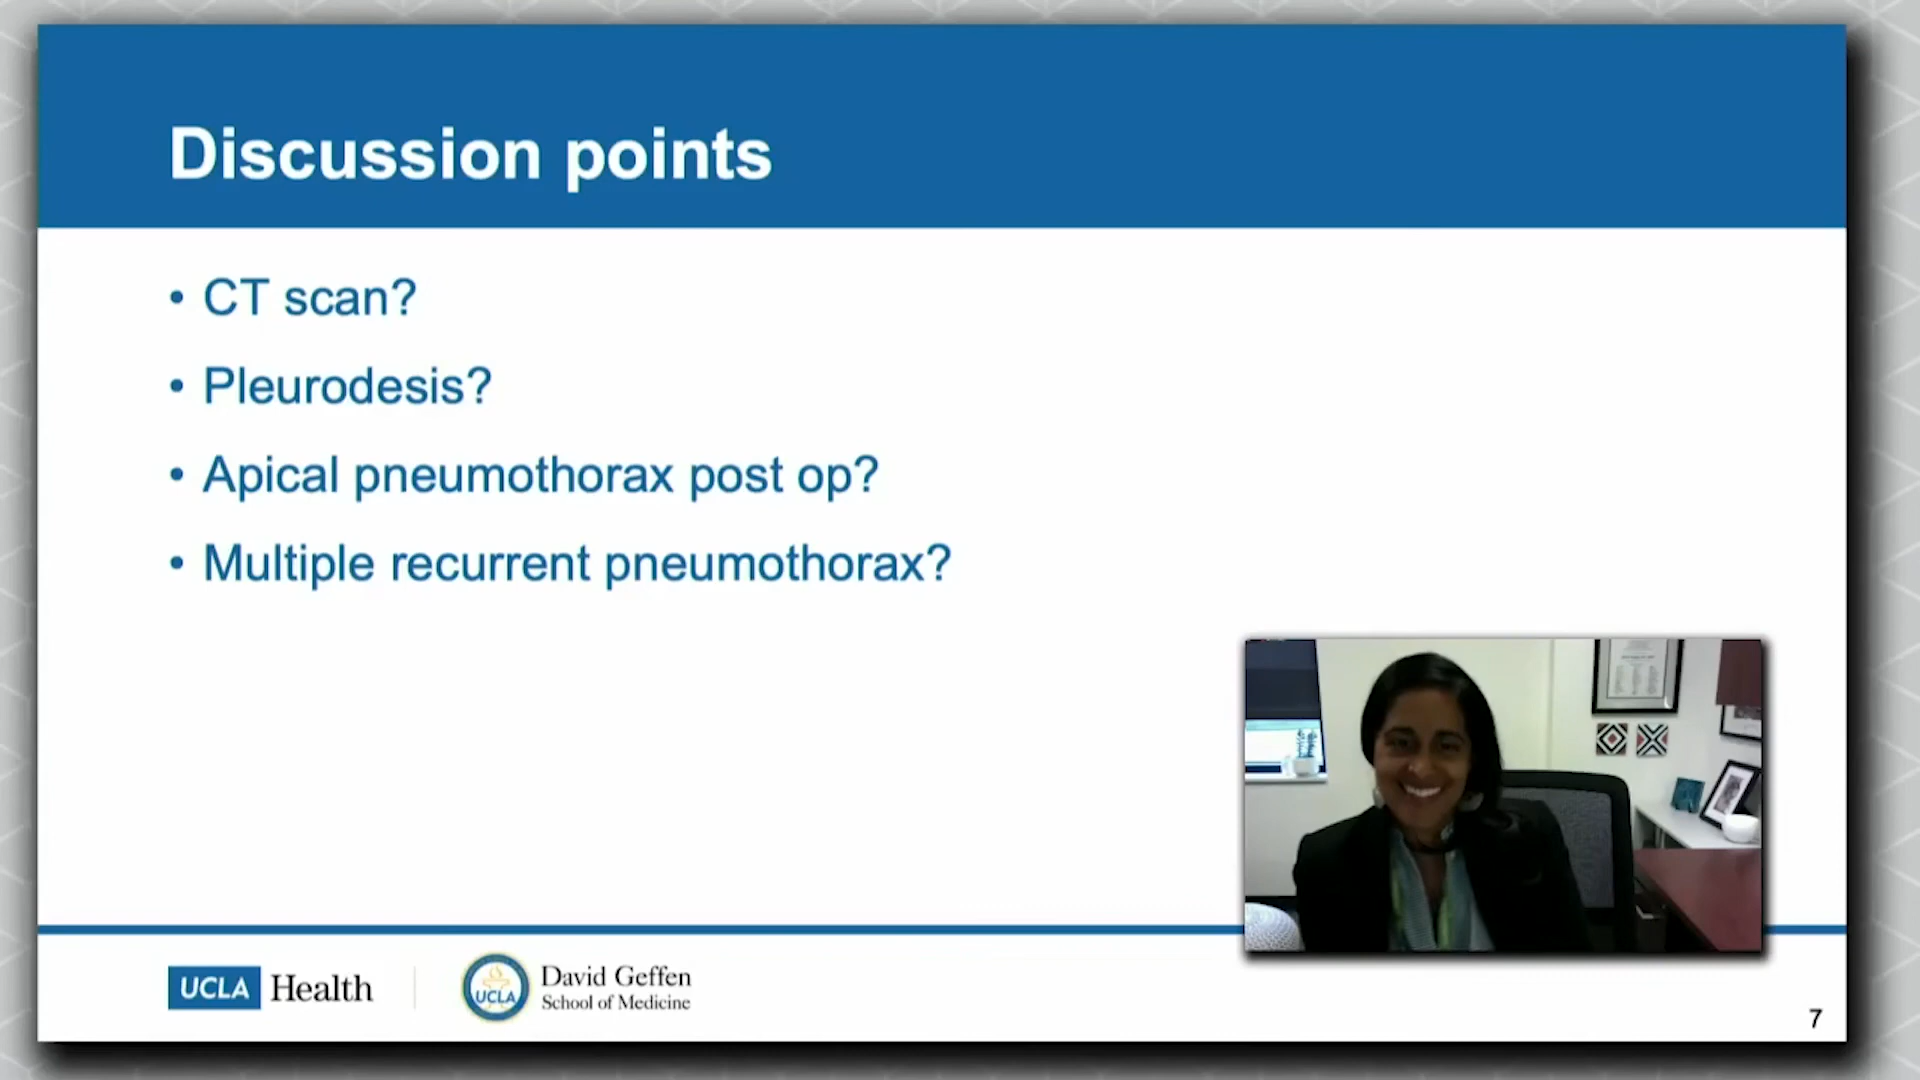 Discussion points
• CT scan?
• Pleurodesis?
• Apical pneumothorax post op?
• Multiple recurrent pneumothorax?
UCLA Health
UCLA
David Geffen
School of Medicine
7